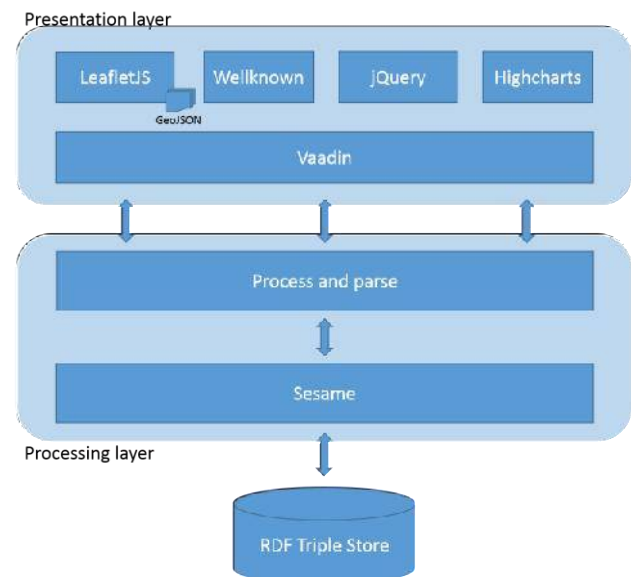 Presentation layer
LeafletJS
Wellknown
jQuery
Highcharts
GeoJSON
Vaadin
Process and parse
Sesame
Processing layer
RDF Triple Store